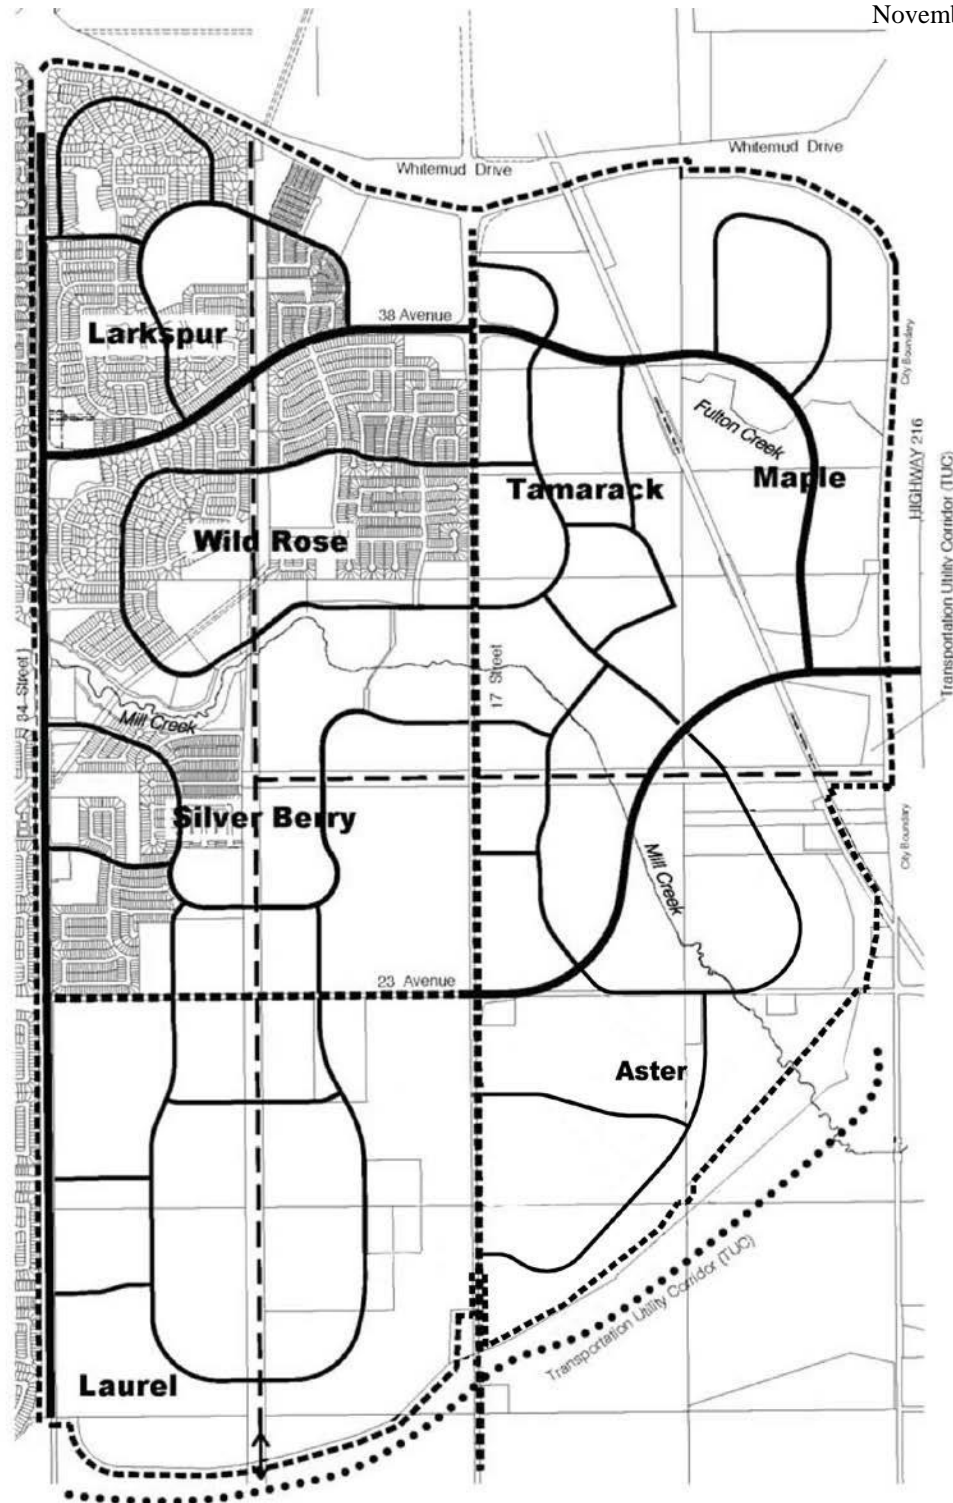 Novemb
Whitemud Drive
Whitemud Drive
38 Avenue
Larkspur
City Boundary
Fulton Creek
HIGHWAY 216
Tamarack
Maple
Transportation Utility Corridor (TUC)
Wild Rose
34 Street
17 Street
Mill Creek
Silver Berry
City Boundary
Mill Creek
23 Avenue
Aster
Transportation Utility Corridor (TUC)
Laurel